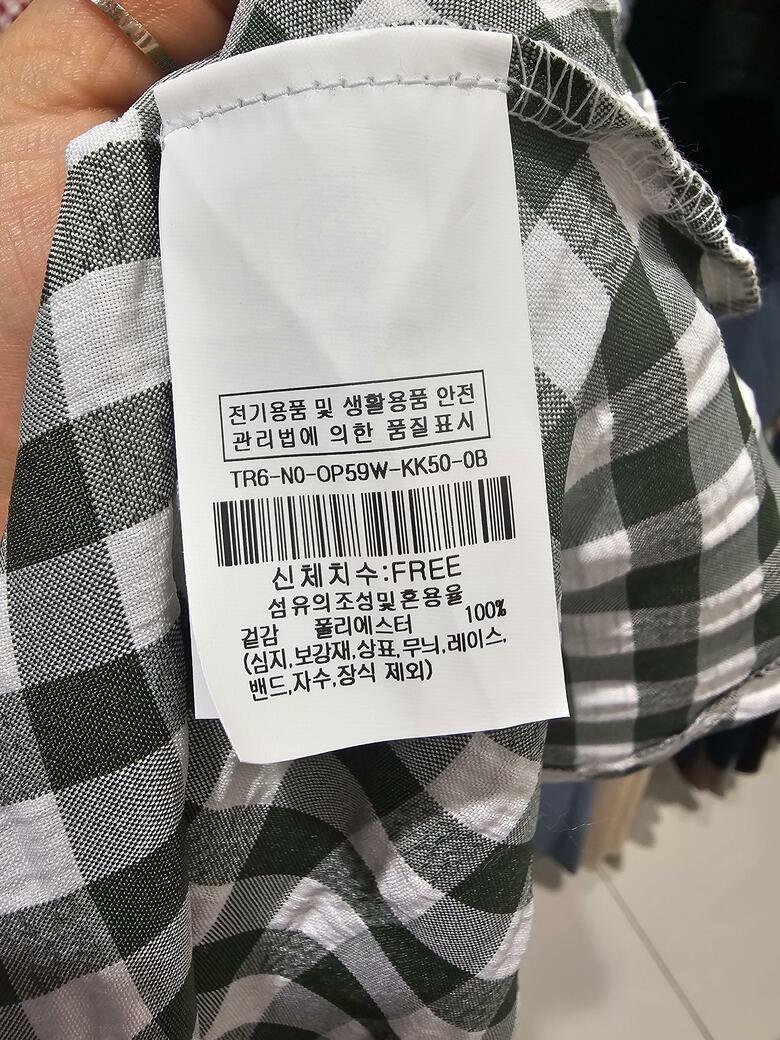 전기용품 및 생활용품 안전
관리법에 의한 품질표시
TR6-N0-OP59W-KK50-0B
신체치수:FREE
섬유의조성및혼용율
겉감 폴리에스터 100%
(심지,보강재,상표,무늬,레이스,
밴드,자수,장식 제외)